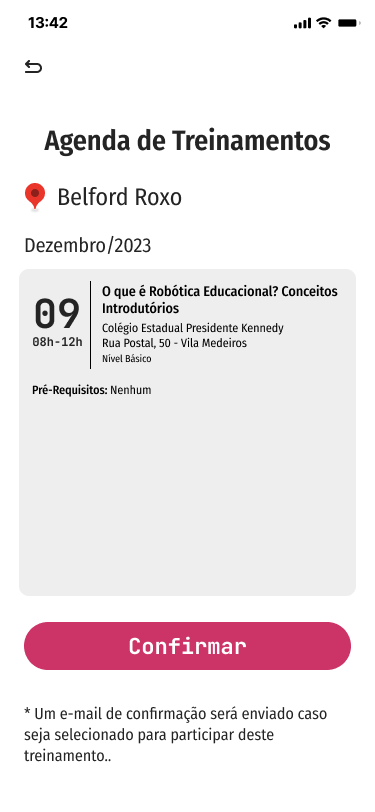 13:42
Agenda de Treinamentos
Belford Roxo
Dezembro/2023
09
08h-12h
O que é Robótica Educacional? Conceitos
Introdutórios
Colégio Estadual Presidente Kennedy
Rua Postal, 50 - Vila Medeiros
Nível Básico
Pré-Requisitos: Nenhum
Confirmar
* Um e-mail de confirmação será enviado caso
seja selecionado para participar deste
treinamento..